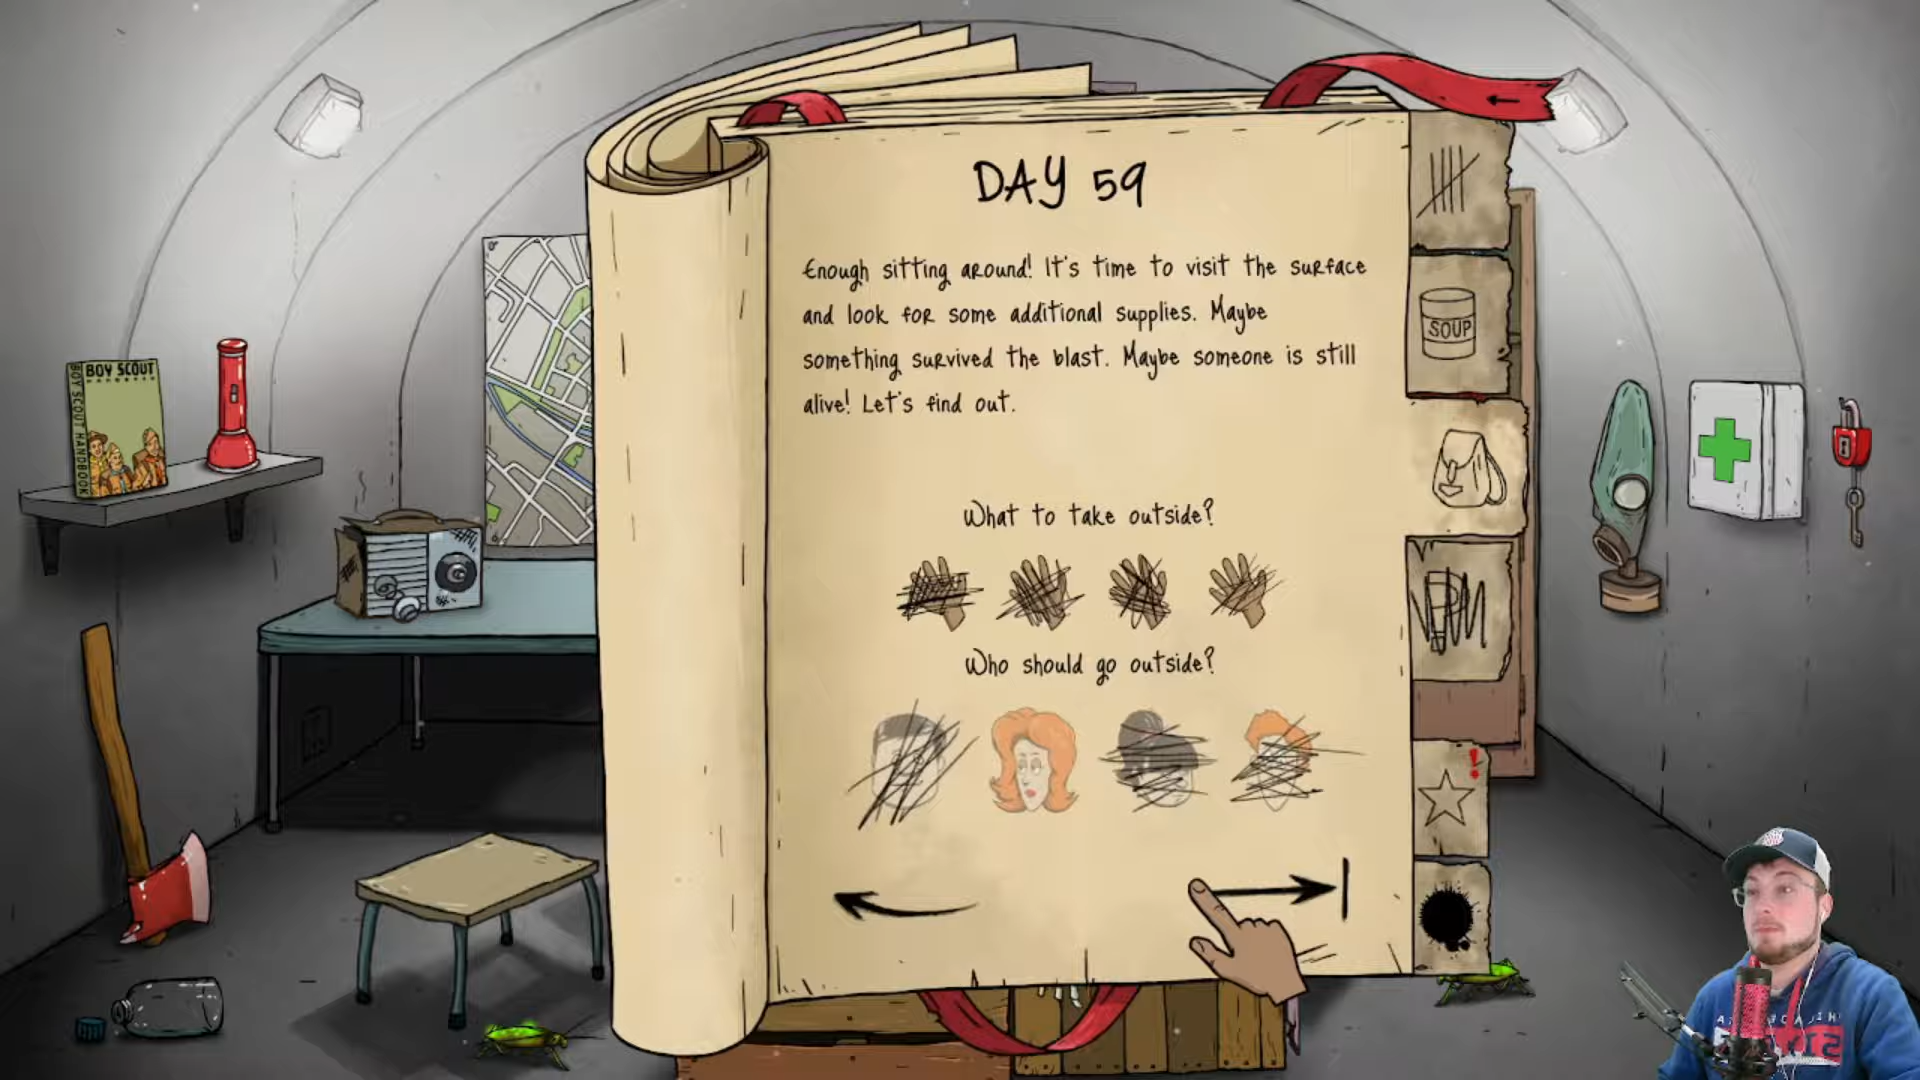 DAY 59
Enough sitting around! It's time to visit the surface
and look for some additional supplies. Maybe
something survived the blast. Maybe someone is still
alive! Let's find out.
What to take outside?
Who should go outside?
SOUP
BOY SCOUT
BOY SCOUT HANDBOOK